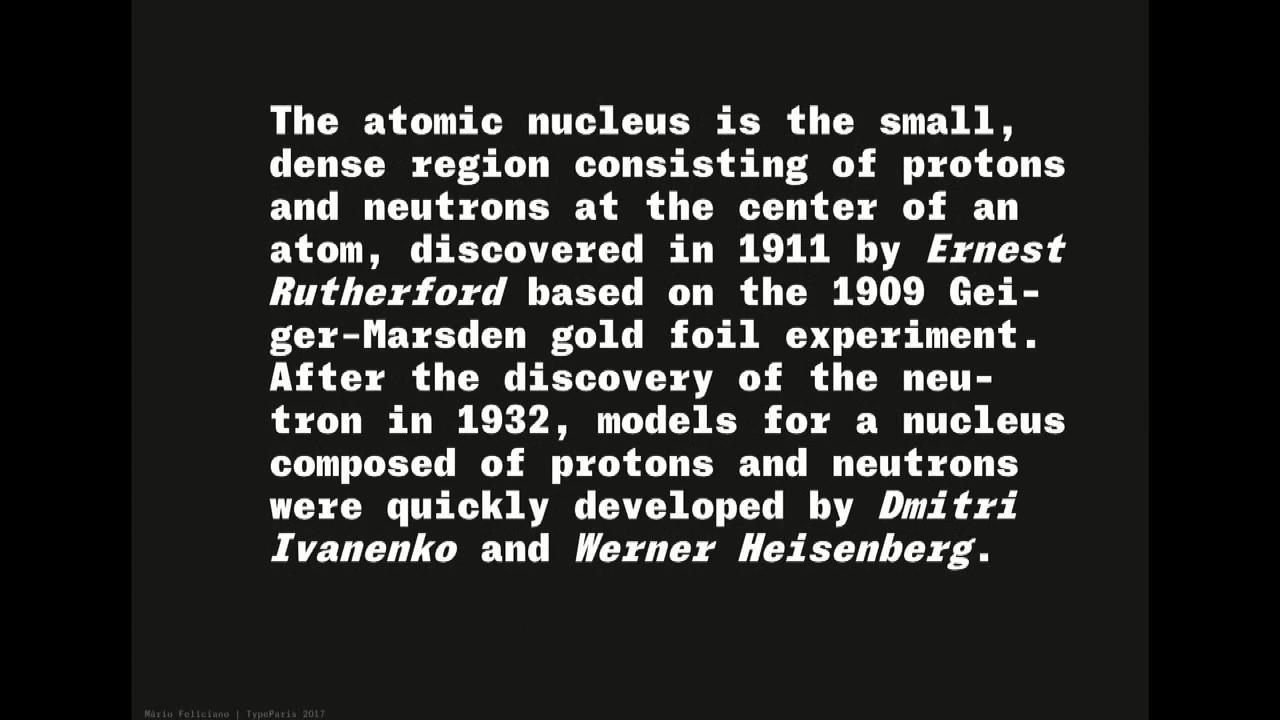 The atomic nucleus is the small,
dense region consisting of protons
and neutrons at the center of an
atom, discovered in 1911 by Ernest
Rutherford based on the 1909 Gei-
ger-Marsden gold foil experiment.
After the discovery of the neu-
tron in 1932, models for a nucleus
composed of protons and neutrons
were quickly developed by Dmitri
Ivanenko and Werner Heisenberg.
Mário Feliciano | TypeParis 2017